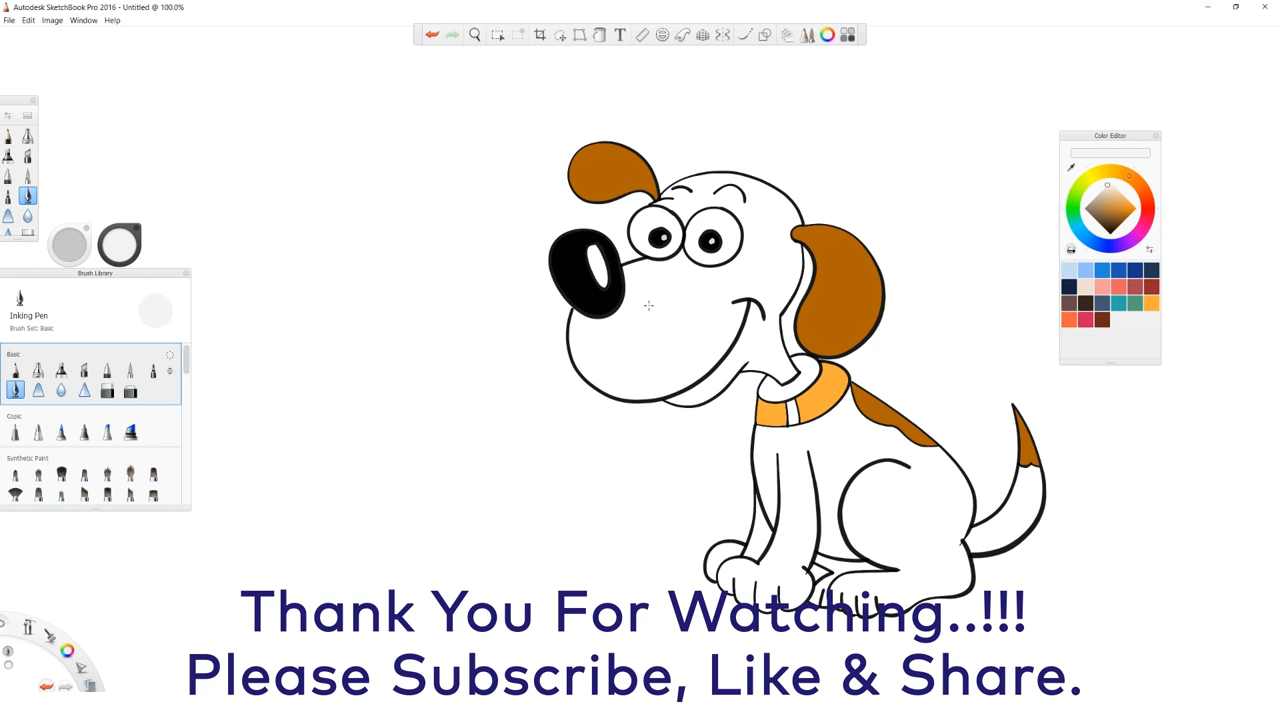 Autodesk SketchBook Pro 2016 - Untitled @ 100.0%
File Edit Image Window Help
Color Editor
Brush Library
Inking Pen
Brush Set: Basic
Basic
Copic
Synthetic Paint
Thank You For Watching..!!!
Please Subscribe, Like & Share.